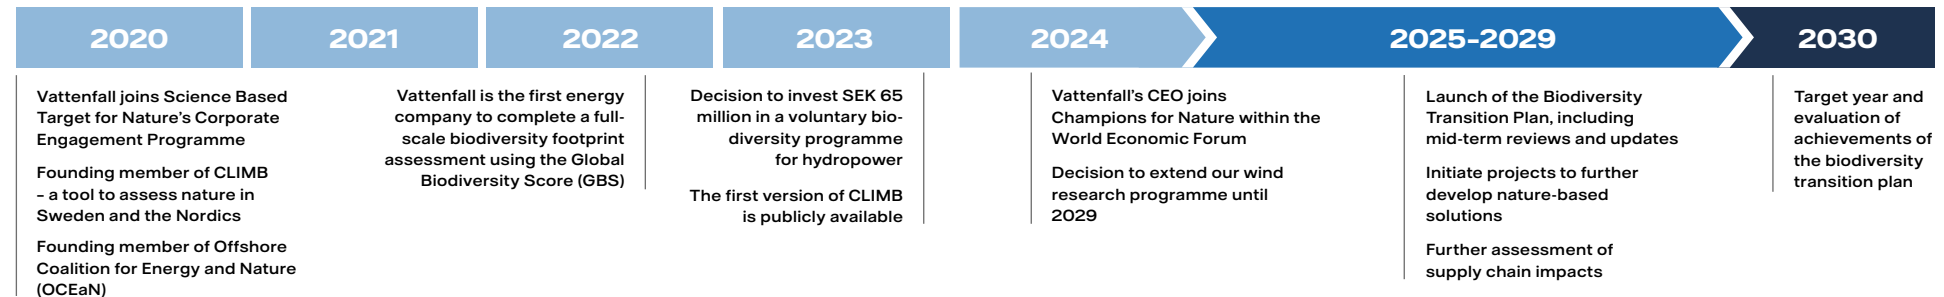 2020
2021
2022
2023
2024
2025-2029
2030
Vattenfall joins Science Based
Target for Nature's Corporate
Engagement Programme
Founding member of CLIMB
– a tool to assess nature in
Sweden and the Nordics
Founding member of Offshore
Coalition for Energy and Nature
(OCEaN)
Vattenfall is the first energy
company to complete a full-
scale biodiversity footprint
assessment using the Global
Biodiversity Score (GBS)
Decision to invest SEK 65
million in a voluntary bio-
diversity programme
for hydropower
The first version of CLIMB
is publicly available
Vattenfall's CEO joins
Champions for Nature within the
World Economic Forum
Decision to extend our wind
research programme until
2029
Launch of the Biodiversity
Transition Plan, including
mid-term reviews and updates
Initiate projects to further
develop nature-based
solutions
Further assessment of
supply chain impacts
Target year and
evaluation of
achievements of
the biodiversity
transition plan